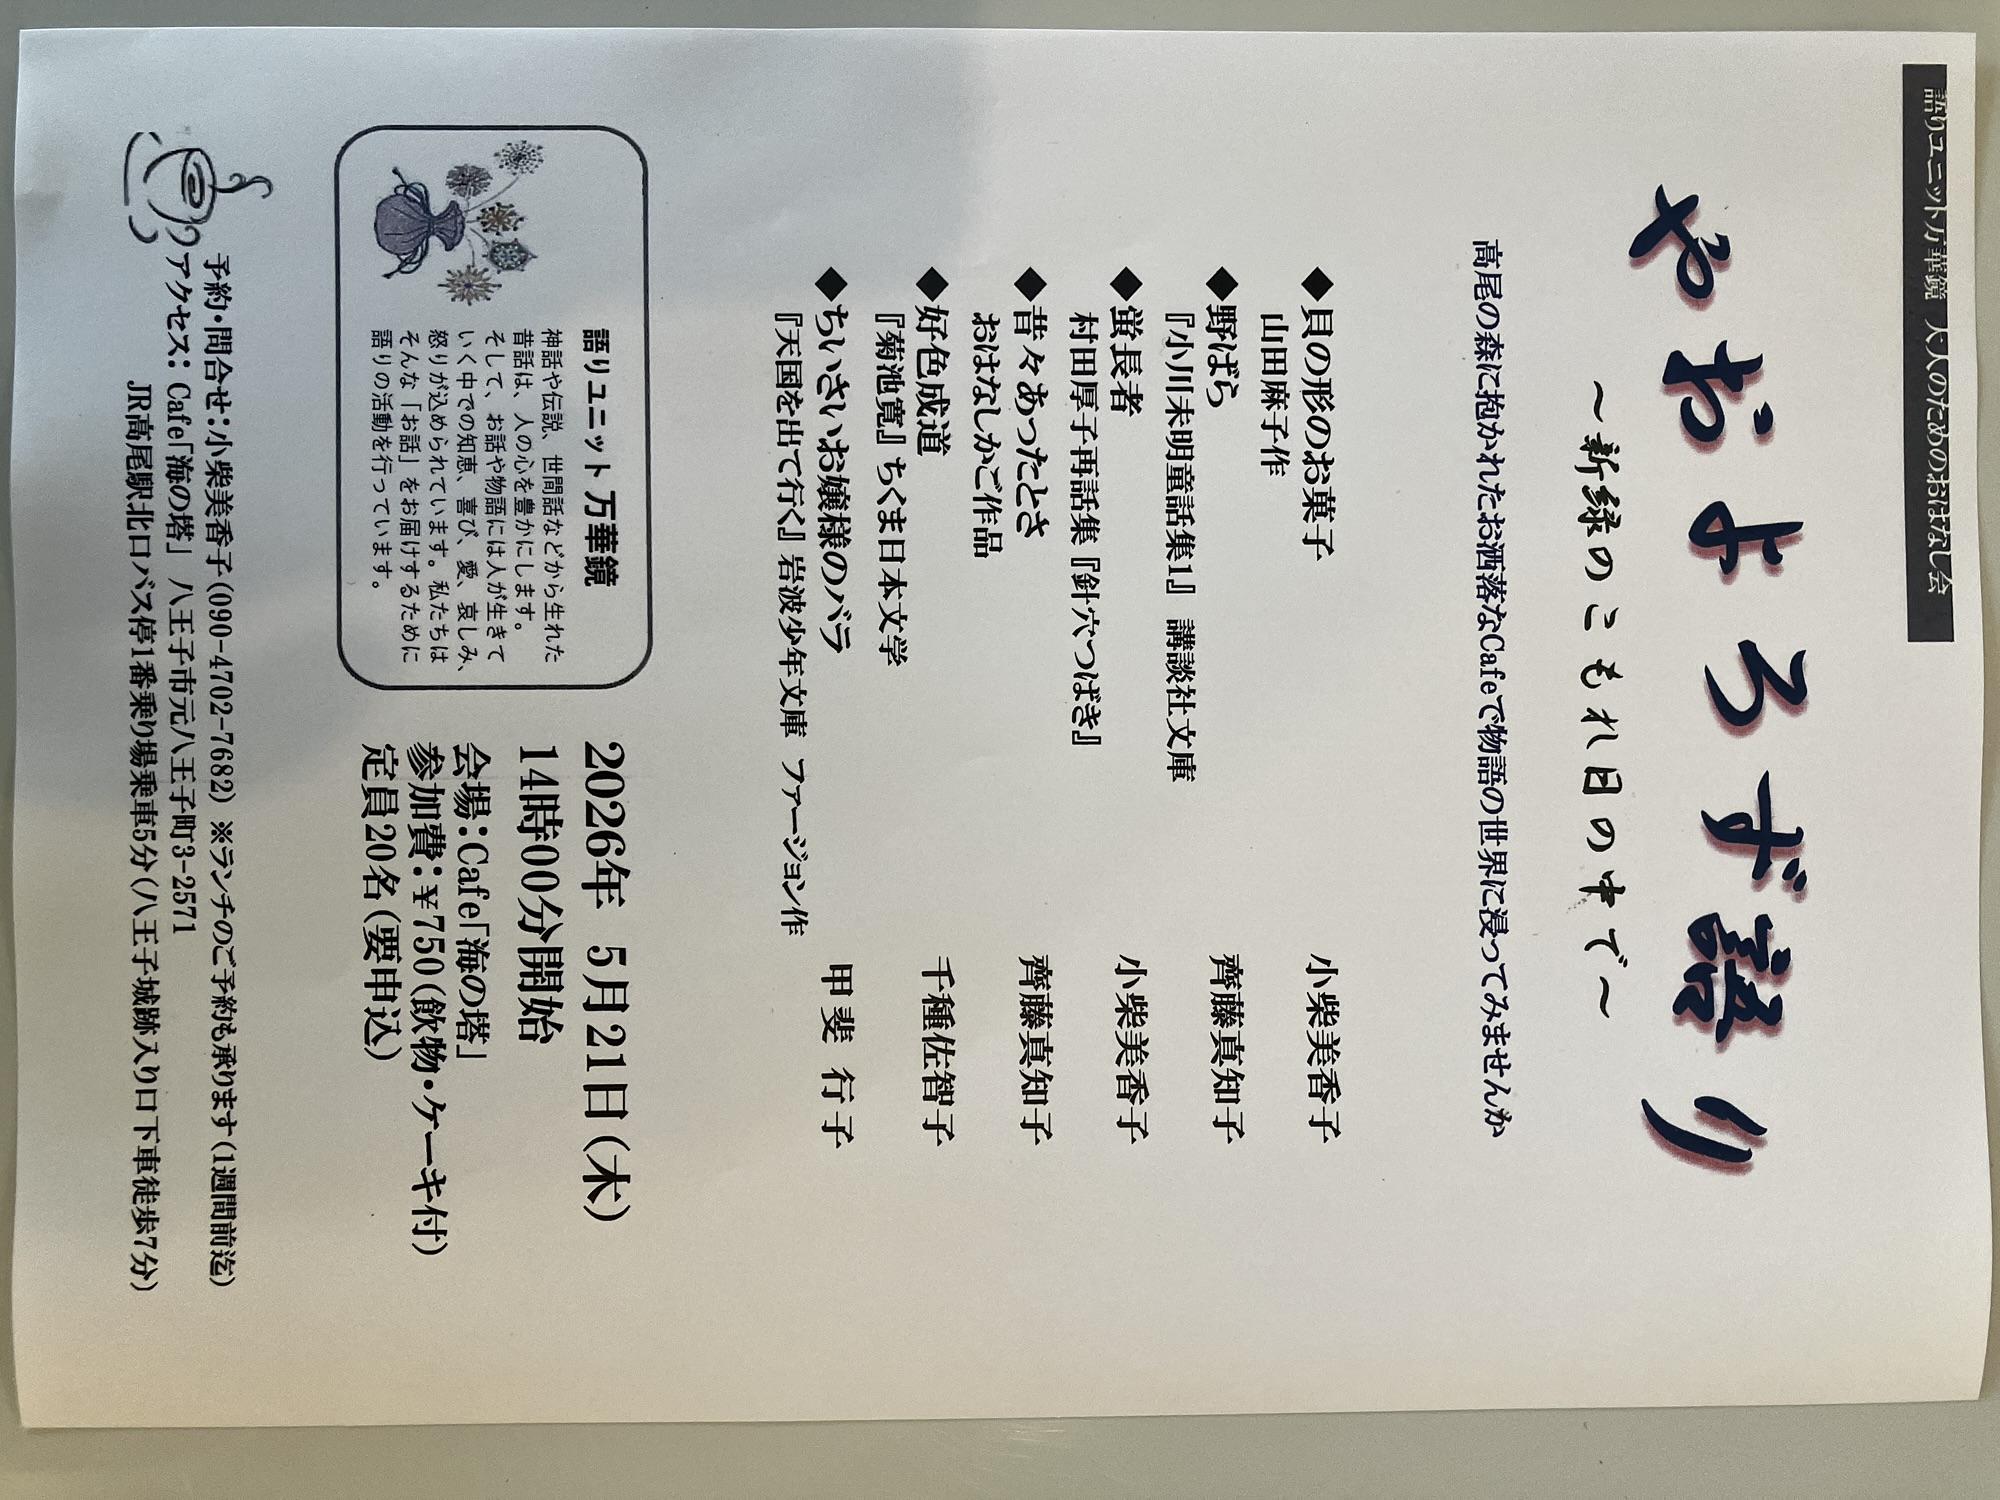 語りユニット万華鏡　大人のためのおはなし会
やおよろず語り
～新緑のこもれ日の中で～
高尾の森に抱かれたお洒落なCafeで物語の世界に浸ってみませんか
◆貝の形のお菓子　小柴美香子
山田麻子作
◆野ばら　齊藤真知子
『小川未明童話集1』　講談社文庫
◆蛍長者　小柴美香子
村田厚子再話集『針穴つばき』
◆昔々あったとさ　齊藤真知子
おはなしかご作品
◆好色成道　千種佐智子
『菊池寛』ちくま日本文学
◆ちいさいお嬢様のバラ　甲斐　行子
『天国を出て行く』岩波少年文庫　ファージョン作
語りユニット万華鏡
神話や伝説、世間話などから生れた
昔話は、人の心を豊かにします。
そして、お話や物語には人が生きて
いく中での知恵、喜び、愛、哀しみ、
怒りが込められています。私たちは
そんな「お話」をお届けするために
語りの活動を行っています。
2026年　5月21日（木）
14時00分開始
会場：Cafe「海の塔」
参加費：￥750（飲物・ケーキ付）
定員20名（要申込）
予約・問合せ：小柴美香子（090-4702-7682）※ランチのご予約も承ります（1週間前迄）
アクセス：Cafe「海の塔」八王子市元八王子町3-2571
JR高尾駅北口バス停1番乗り場乗車5分（八王子城跡入り口下車徒歩7分）